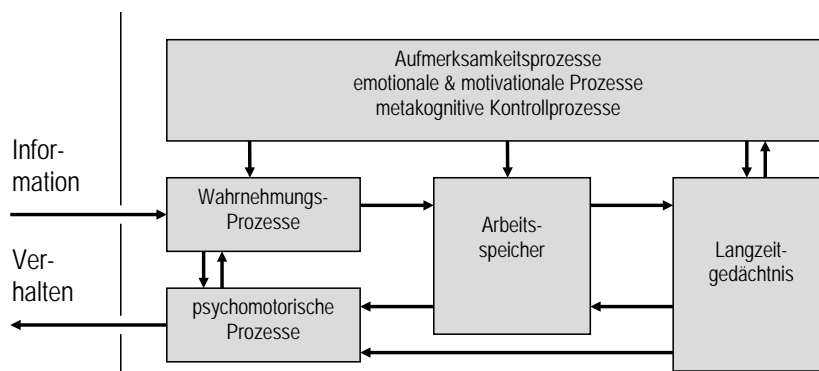 Aufmerksamkeitsprozesse
emotionale & motivationale Prozesse
metakognitive Kontrollprozesse
Infor-
mation
Wahrnehmungs-
Prozesse
Arbeits-
speicher
Langzeit-
gedächtnis
Ver-
halten
psychomotorische
Prozesse